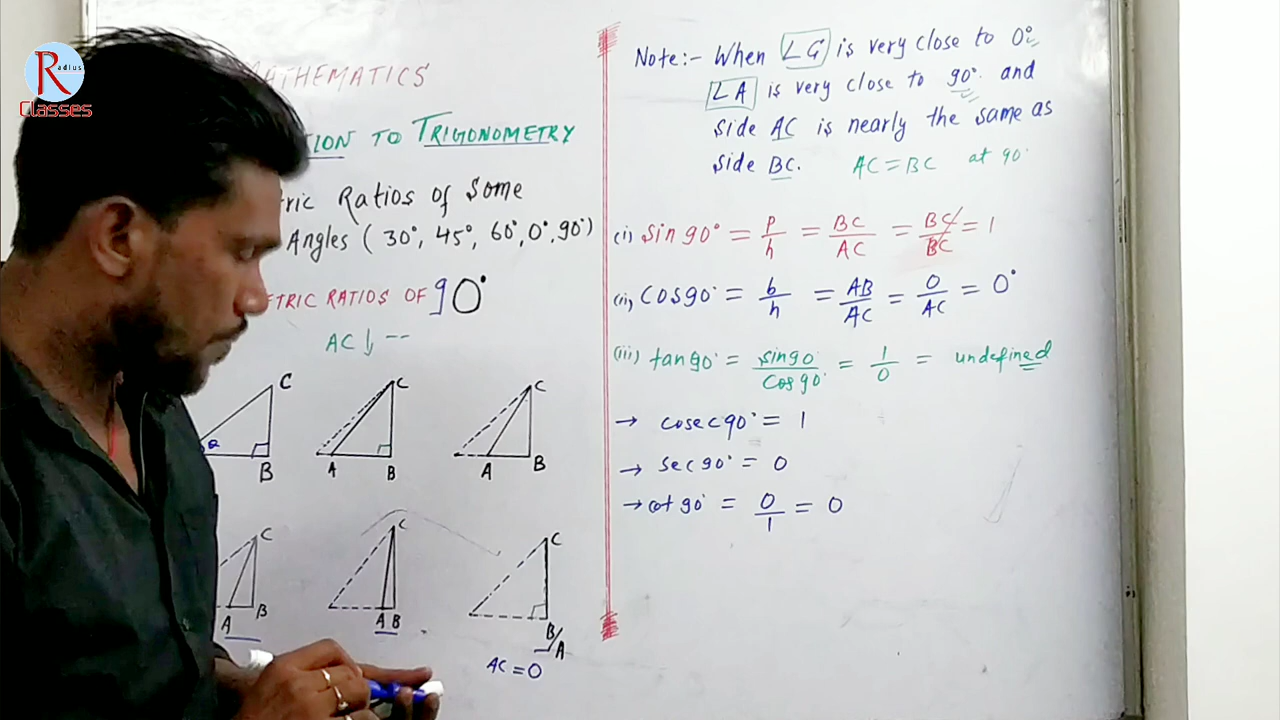 Radius
Classes
MATHEMATICS
TION TO TRIGONOMETRY
tric Ratios of Some
Angles ( 30°, 45°, 60°, 0°, 90°)
ETRIC RATIOS OF 90°
AC ↓ --
C
B
C
A B
C
A B
C
A B
C
A B
C
B/A
AC = 0
Note:- When ∠C is very close to 0°
∠A is very close to 90° and
Side AC is nearly the same as
Side BC. AC = BC at 90°
(i) Sin 90° = P/h = BC/AC = BC/BC = 1
(ii) Cos 90° = b/h = AB/AC = 0/AC = 0°
(iii) tan 90° = sin 90/Cos 90° = 1/0 = undefined
→ cosec 90° = 1
→ sec 90° = 0
→ cot 90° = 0/1 = 0